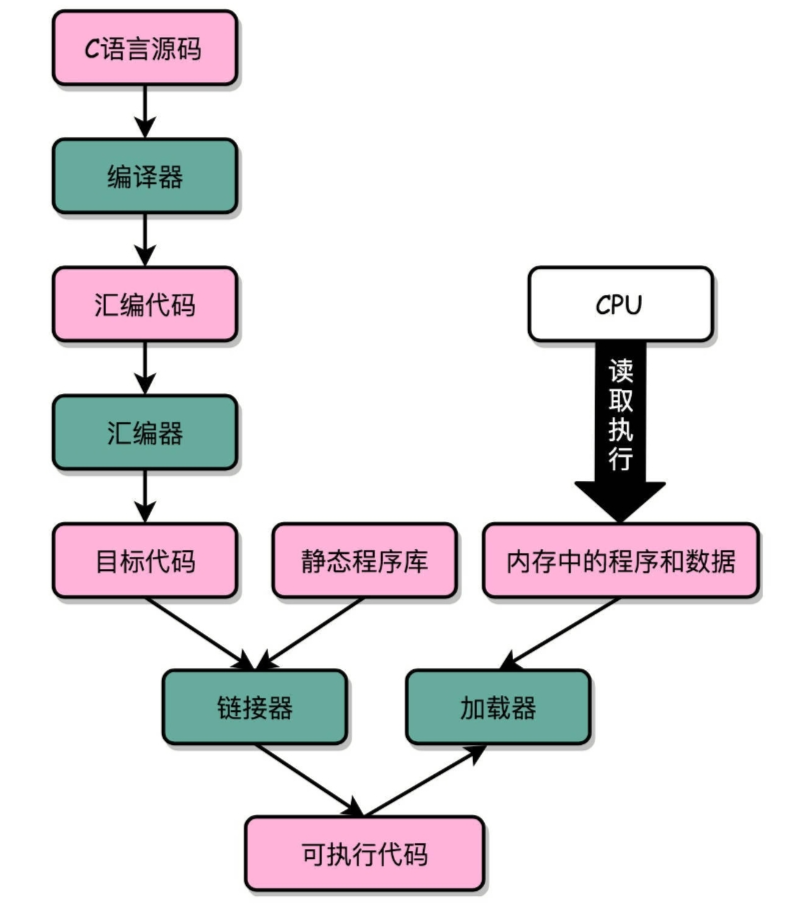 C语言源码
编译器
汇编代码
CPU
读取执行
汇编器
目标代码
静态程序库
内存中的程序和数据
链接器
加载器
可执行代码